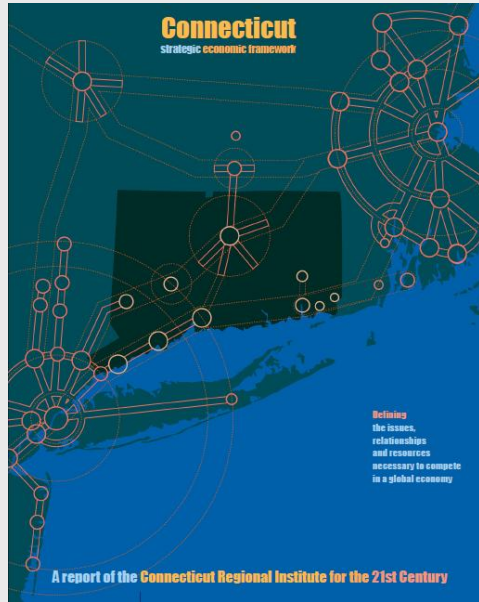 Connecticut
strategic economic framework
Defining
the issues,
relationships
and resources
necessary to compete
in a global economy
A report of the Connecticut Regional Institute for the 21st Century